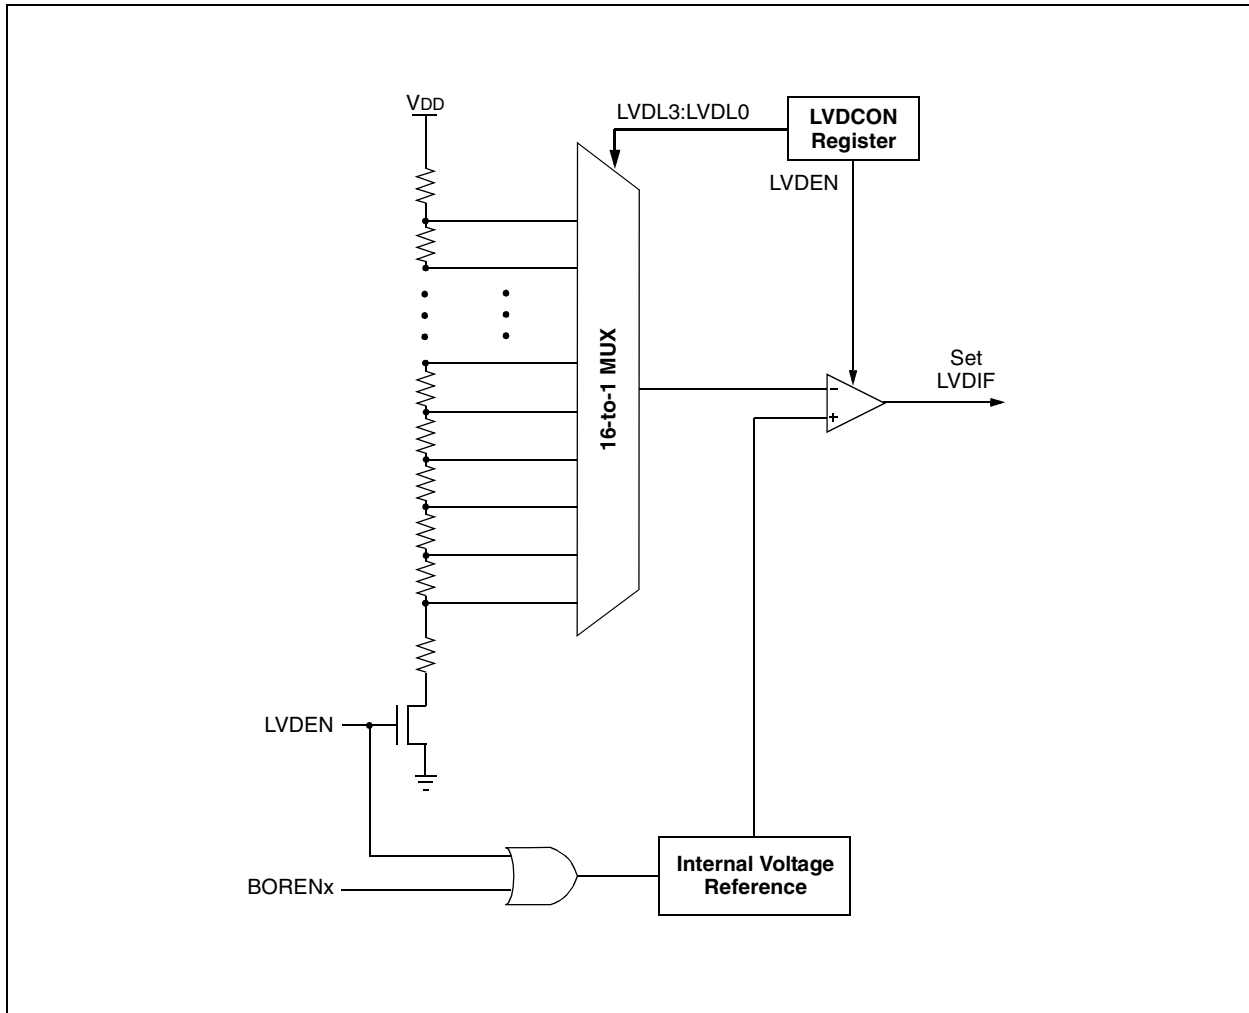 VDD
LVDL3:LVDL0
LVDCON
Register
LVDEN
16-to-1 MUX
Set
LVDIF
–
+
LVDEN
BORENx
Internal Voltage
Reference